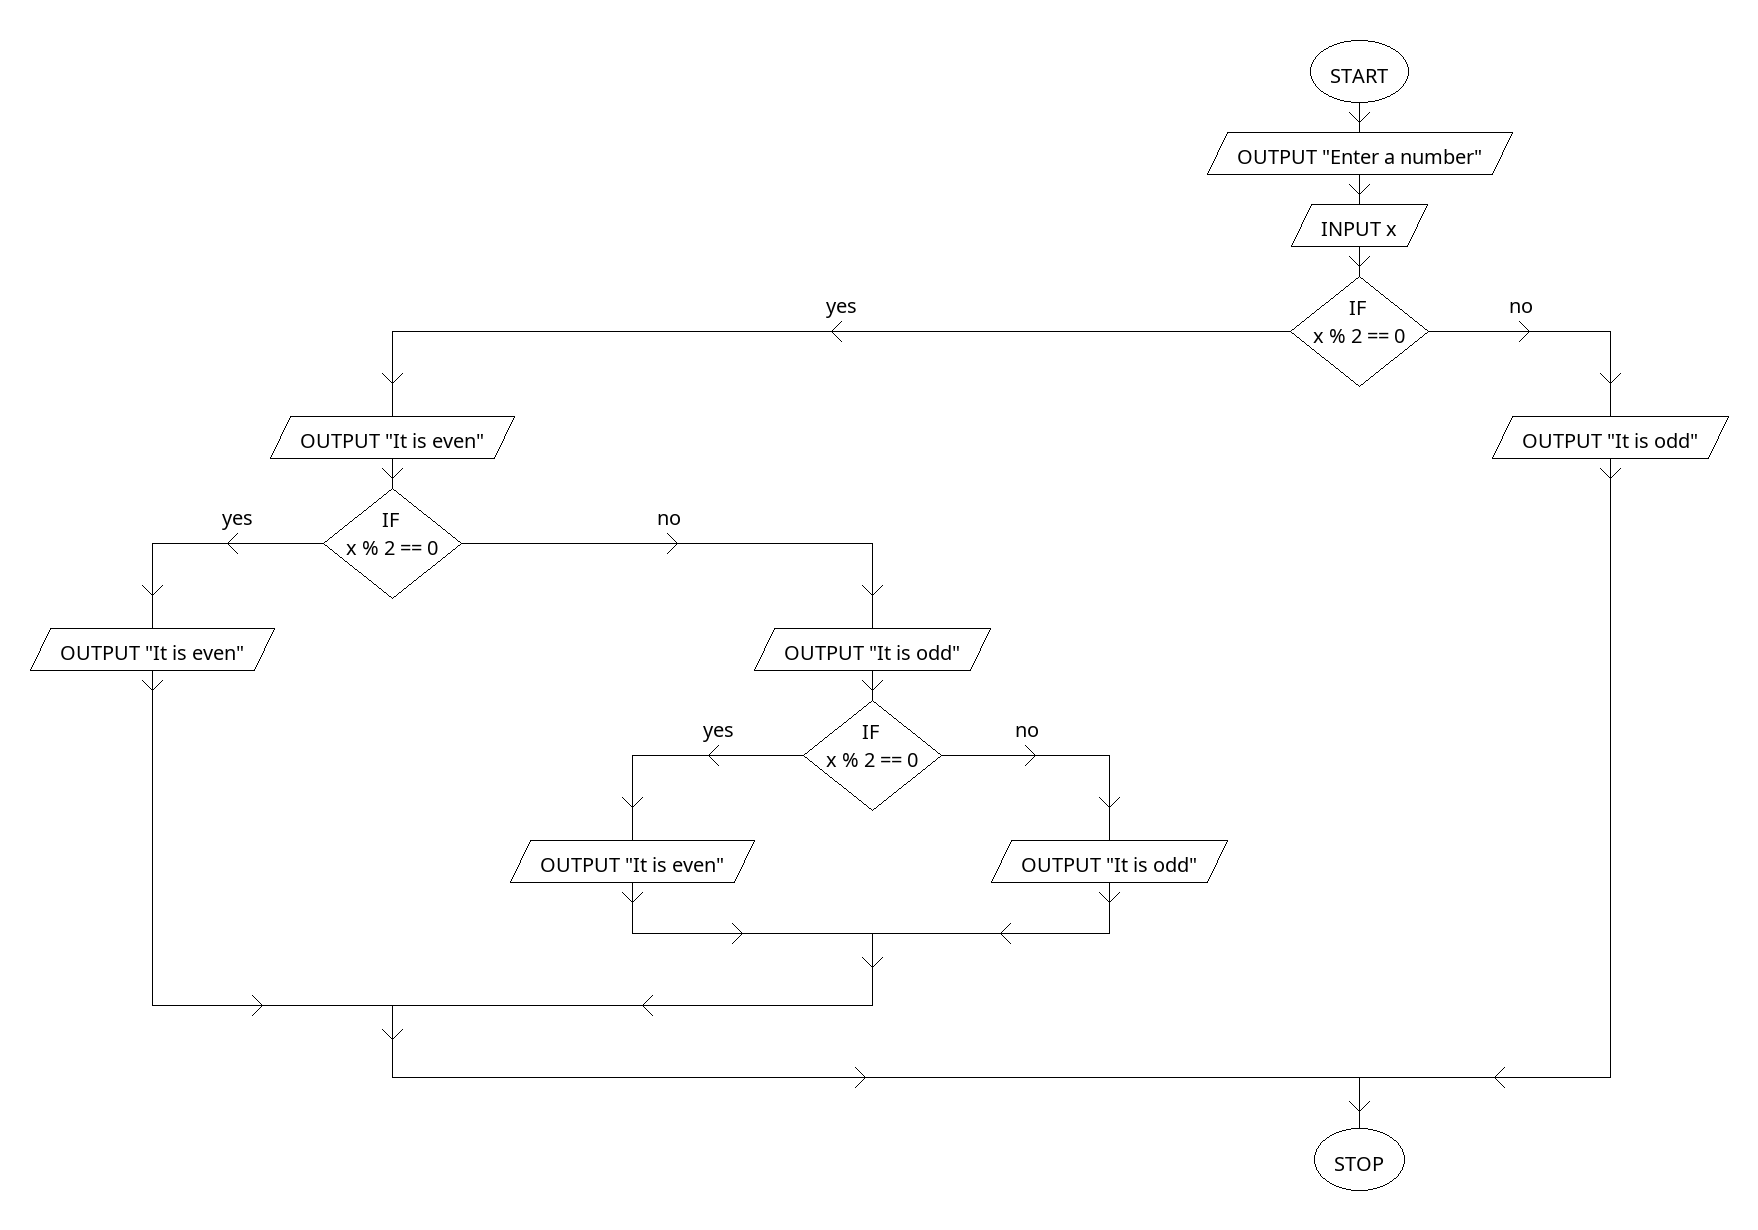 START
OUTPUT "Enter a number"
INPUT x
yes
IF
x % 2 == 0
no
OUTPUT "It is even"
OUTPUT "It is odd"
yes
IF
x % 2 == 0
no
OUTPUT "It is even"
OUTPUT "It is odd"
yes
IF
x % 2 == 0
no
OUTPUT "It is even"
OUTPUT "It is odd"
STOP